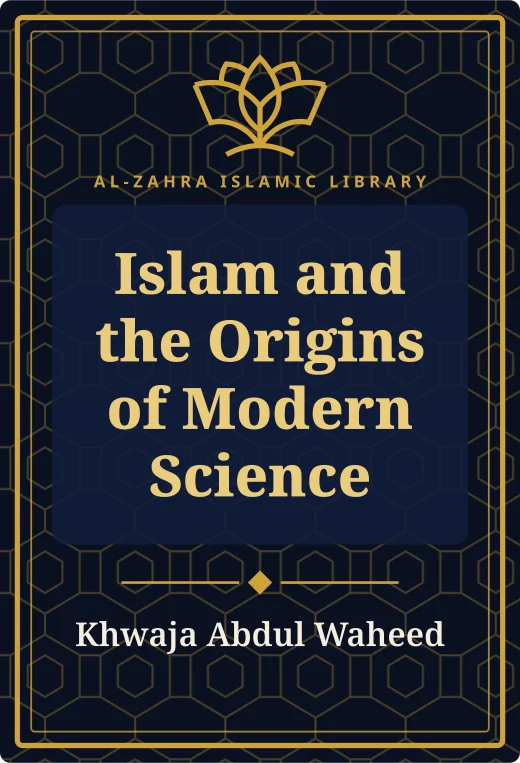 AL-ZAHRA ISLAMIC LIBRARY
Islam and
the Origins
of Modern
Science
Khwaja Abdul Waheed